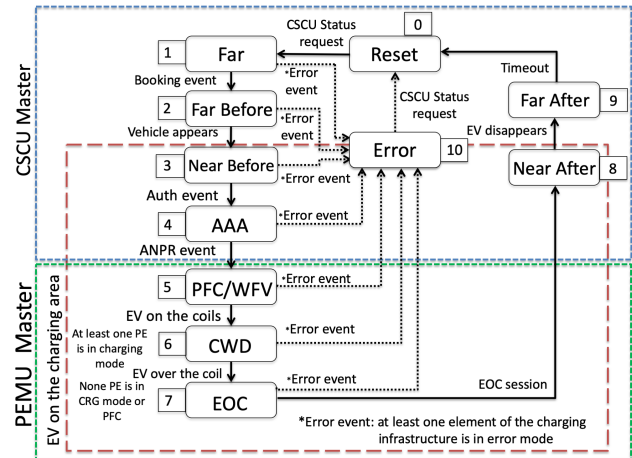 CSCU Master
PEMU Master
EV on the charging area
0
Reset
CSCU Status
request
1
Far
Booking event
*Error
event
2
Far Before
Vehicle appears
*Error
event
CSCU Status
request
Error
10
Timeout
Far After
9
EV disappears
3
Near Before
*Error event
Near After
8
Auth event
4
AAA
*Error event
ANPR event
5
PFC/WFV
*Error event
EV on the coils
At least one PE
is in charging
mode
6
CWD
*Error event
EV over the coil
None PE is in
CRG mode or
PFC
7
EOC
*Error event
EOC session
*Error event: at least one element of the charging
infrastructure is in error mode